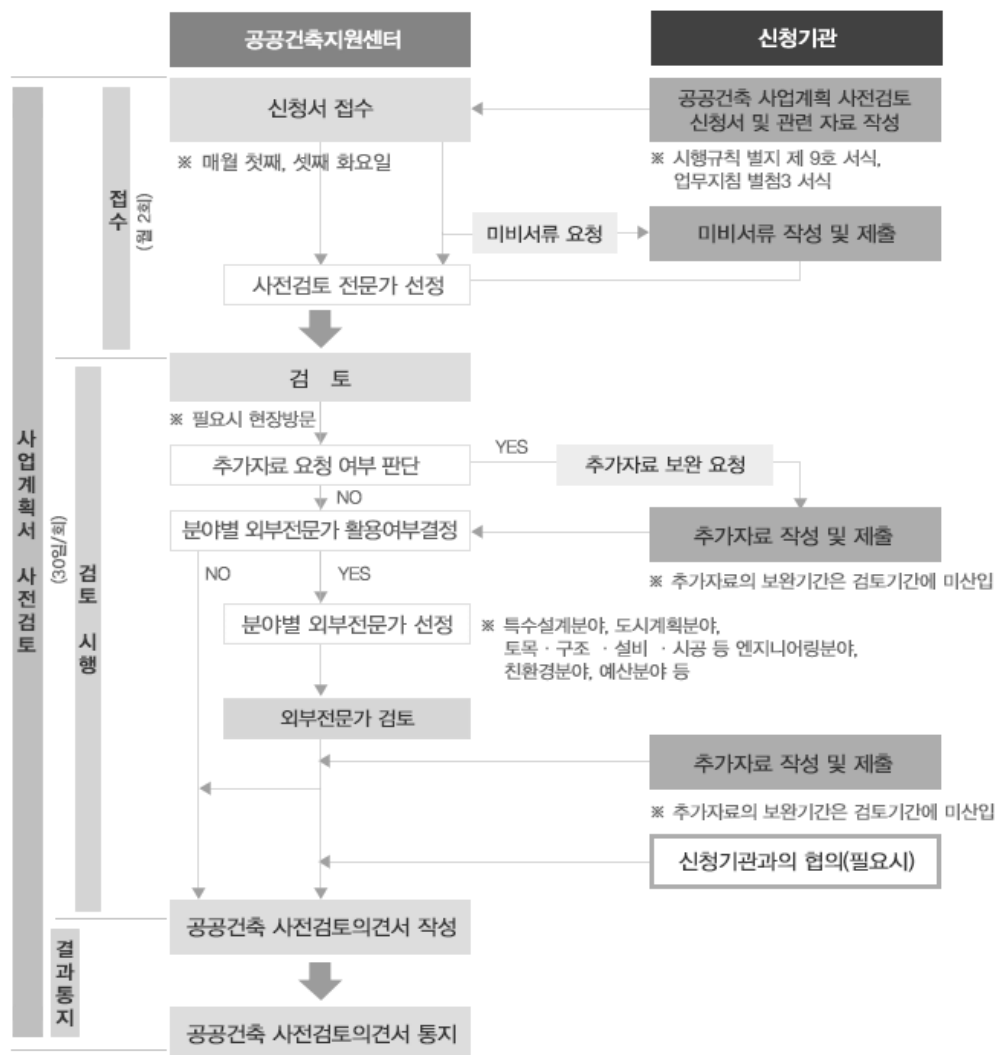 공공건축지원센터
신청기관
신청서 접수
공공건축 사업계획 사전검토
신청서 및 관련 자료 작성
※ 매월 첫째, 셋째 화요일
※ 시행규칙 별지 제 9호 서식,
업무지침 별첨3 서식
접수
(월 2회)
미비서류 요청
미비서류 작성 및 제출
사전검토 전문가 선정
사업계획서 사전검토
검토 시행
(30일/회)
검 토
※ 필요시 현장방문
추가자료 요청 여부 판단
YES
추가자료 보완 요청
NO
분야별 외부전문가 활용여부결정
추가자료 작성 및 제출
※ 추가자료의 보완기간은 검토기간에 미산입
NO
YES
분야별 외부전문가 선정
※ 특수설계분야, 도시계획분야,
토목 · 구조 · 설비 · 시공 등 엔지니어링분야,
친환경분야, 예산분야 등
외부전문가 검토
추가자료 작성 및 제출
※ 추가자료의 보완기간은 검토기간에 미산입
신청기관과의 협의(필요시)
결과통지
공공건축 사전검토의견서 작성
공공건축 사전검토의견서 통지